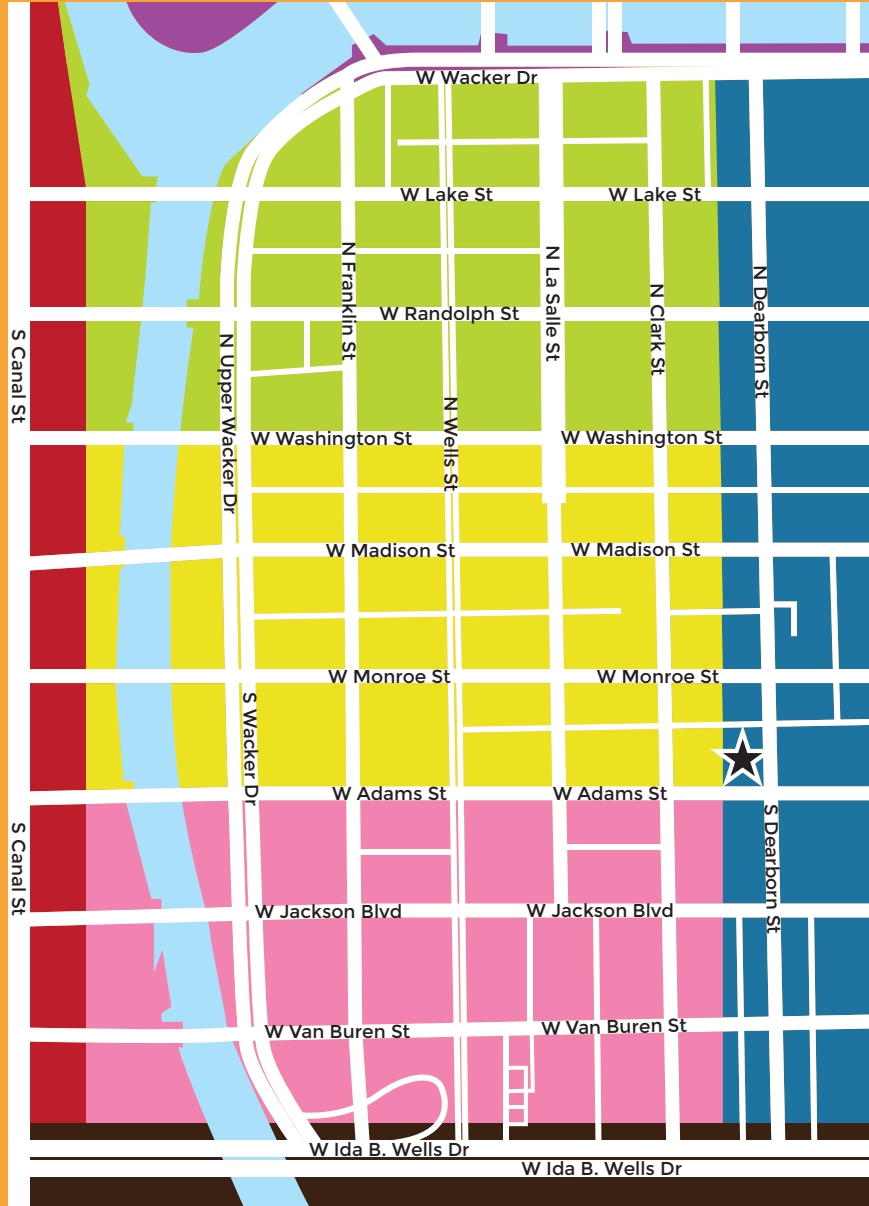 W Wacker Dr
W Lake St
W Lake St
N Franklin St
N La Salle St
N Clark St
N Dearborn St
W Randolph St
S Canal St
N Upper Wacker Dr
N Wells St
W Washington St
W Washington St
W Madison St
W Madison St
W Monroe St
W Monroe St
S Wacker Dr
W Adams St
W Adams St
S Canal St
S Dearborn St
W Jackson Blvd
W Jackson Blvd
W Van Buren St
W Van Buren St
W Ida B. Wells Dr
W Ida B. Wells Dr